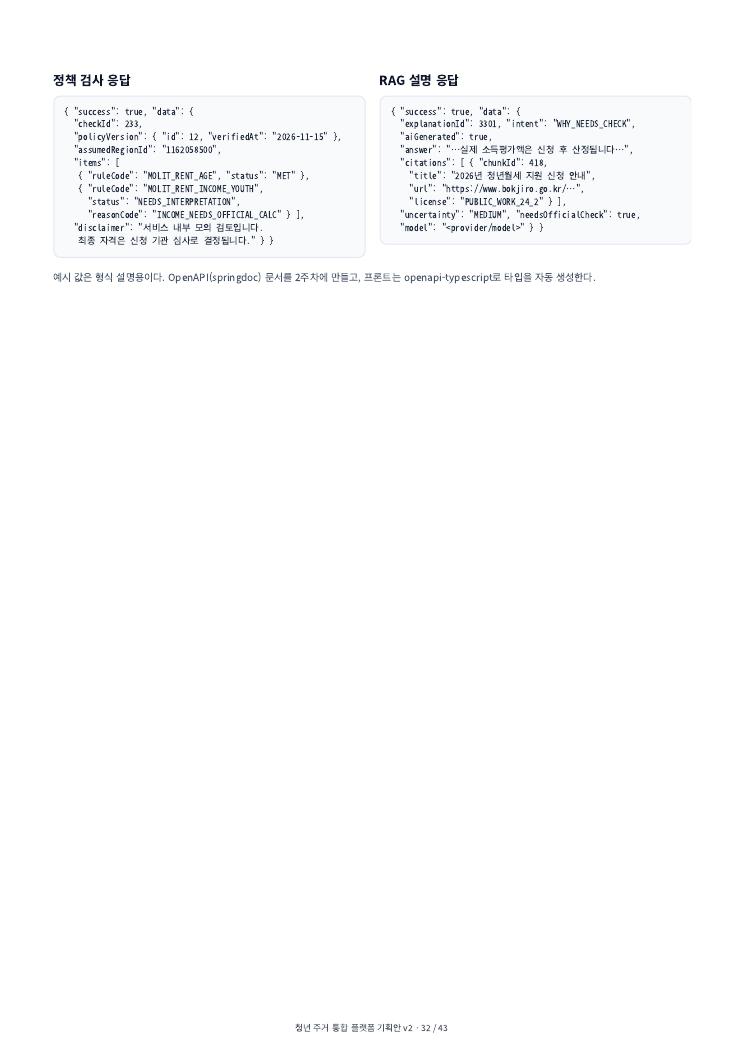 정책 검사 응답
{ "success": true, "data": {
"checkId": 233,
"policyVersion": { "id": 12, "verifiedAt": "2026-11-15" },
"assumedRegionId": "1162058500",
"items": [
{ "ruleCode": "MOLIT_RENT_AGE", "status": "MET" },
{ "ruleCode": "MOLIT_RENT_INCOME_YOUTH",
"status": "NEEDS_INTERPRETATION",
"reasonCode": "INCOME_NEEDS_OFFICIAL_CALC" } ],
"disclaimer": "서비스 내부 모의 검토입니다.
최종 자격은 신청 기관 심사로 결정됩니다." } }
RAG 설명 응답
{ "success": true, "data": {
"explanationId": 3301, "intent": "WHY_NEEDS_CHECK",
"aiGenerated": true,
"answer": "…실제 소득평가액은 신청 후 산정됩니다…",
"citations": [ { "chunkId": 418,
"title": "2026년 청년월세 지원 신청 안내",
"url": "https://www.bokjiro.go.kr/…",
"license": "PUBLIC_WORK_24_2" } ],
"uncertainty": "MEDIUM", "needsOfficialCheck": true,
"model": "<provider/model>" } }
예시 값은 형식 설명용이다. OpenAPI(springdoc) 문서를 2주차에 만들고, 프론트는 openapi-typescript로 타입을 자동 생성한다.
청년 주거 통합 플랫폼 기획안 v2 · 32 / 43